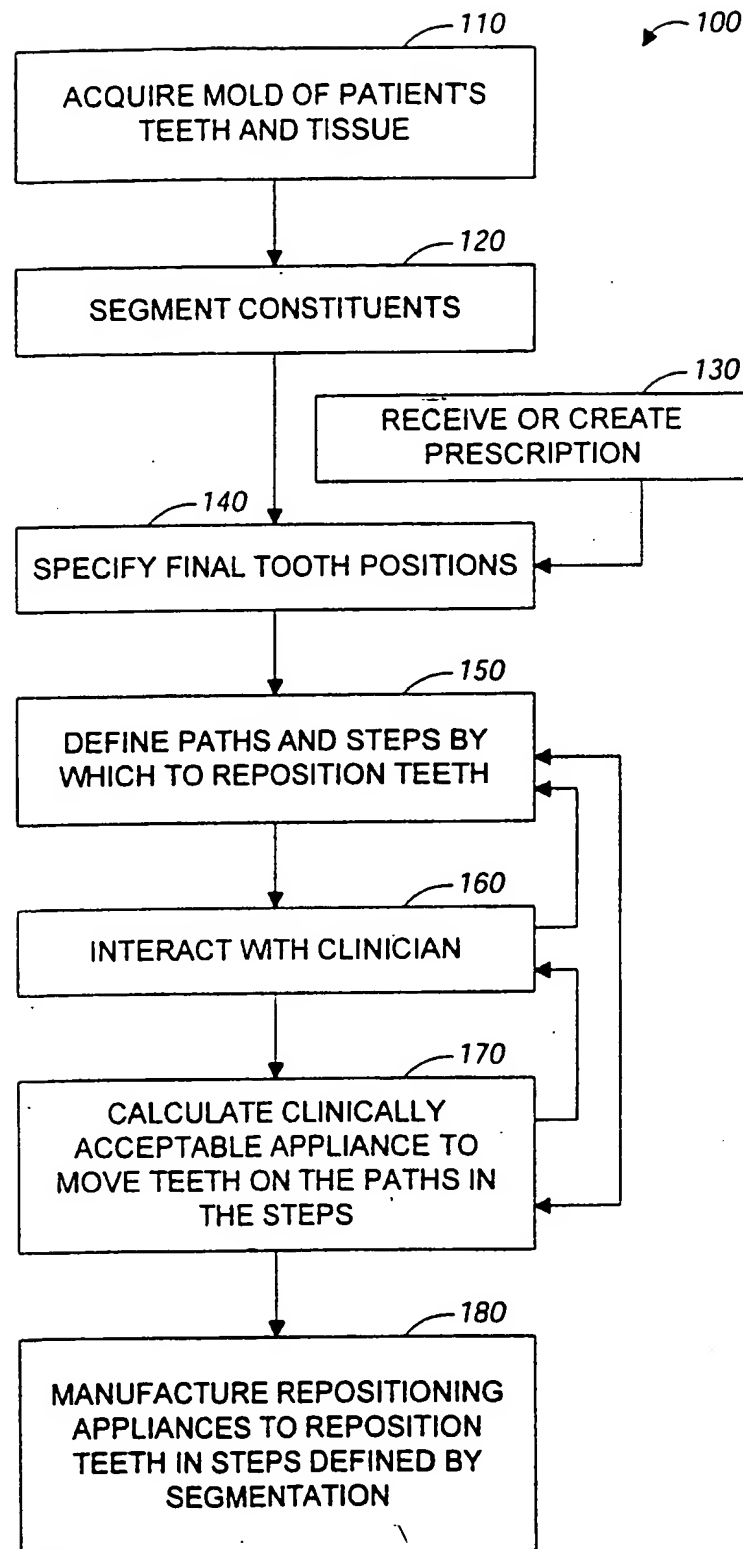 110
100
ACQUIRE MOLD OF PATIENT'S
TEETH AND TISSUE
120
SEGMENT CONSTITUENTS
130
RECEIVE OR CREATE
PRESCRIPTION
140
SPECIFY FINAL TOOTH POSITIONS
150
DEFINE PATHS AND STEPS BY
WHICH TO REPOSITION TEETH
160
INTERACT WITH CLINICIAN
170
CALCULATE CLINICALLY
ACCEPTABLE APPLIANCE TO
MOVE TEETH ON THE PATHS IN
THE STEPS
180
MANUFACTURE REPOSITIONING
APPLIANCES TO REPOSITION
TEETH IN STEPS DEFINED BY
SEGMENTATION